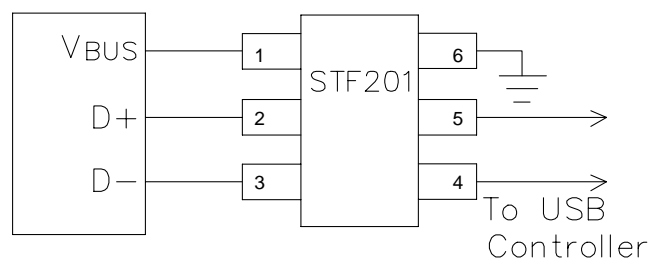 VBUS 1 STF201 6
D+ 2 5
D- 3 4
To USB
Controller